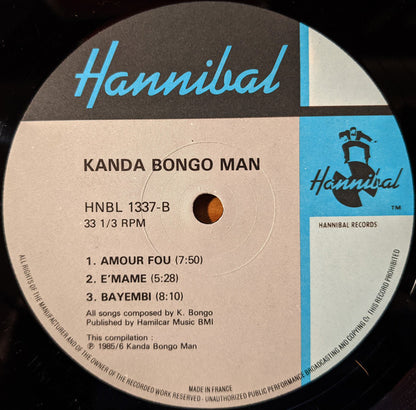 Hannibal
KANDA BONGO MAN
HNBL 1337-B
33 1/3 RPM
Hannibal
TM
HANNIBAL RECORDS
1. AMOUR FOU (7:50)
2. E'MAME (5:28)
3. BAYEMBI (8:10)
All songs composed by K. Bongo
Published by Hamilcar Music BMI
This compilation :
℗ 1985/6 Kanda Bongo Man
MADE IN FRANCE
ALL RIGHTS OF THE MANUFACTURER AND OF THE OWNER OF THE RECORDED WORK RESERVED - UNAUTHORIZED PUBLIC PERFORMANCE BROADCASTING AND COPYING OF THIS RECORD PROHIBITED